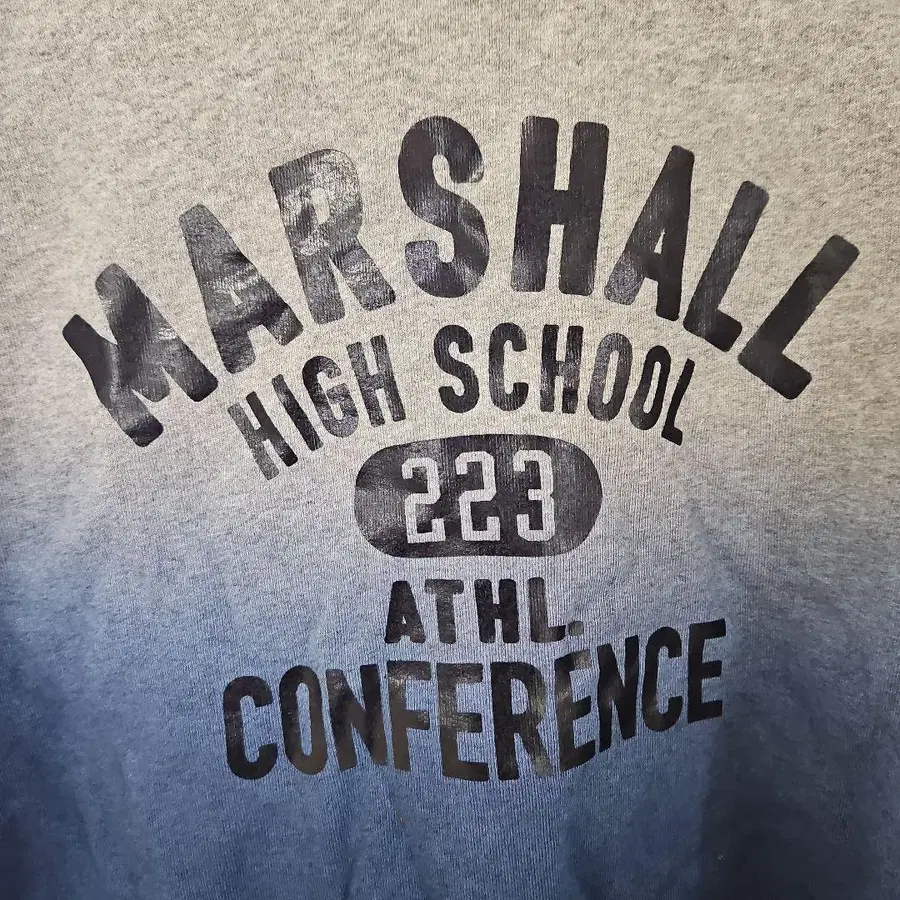 MARSHALL
HIGH SCHOOL
223
ATHL.
CONFERENCE